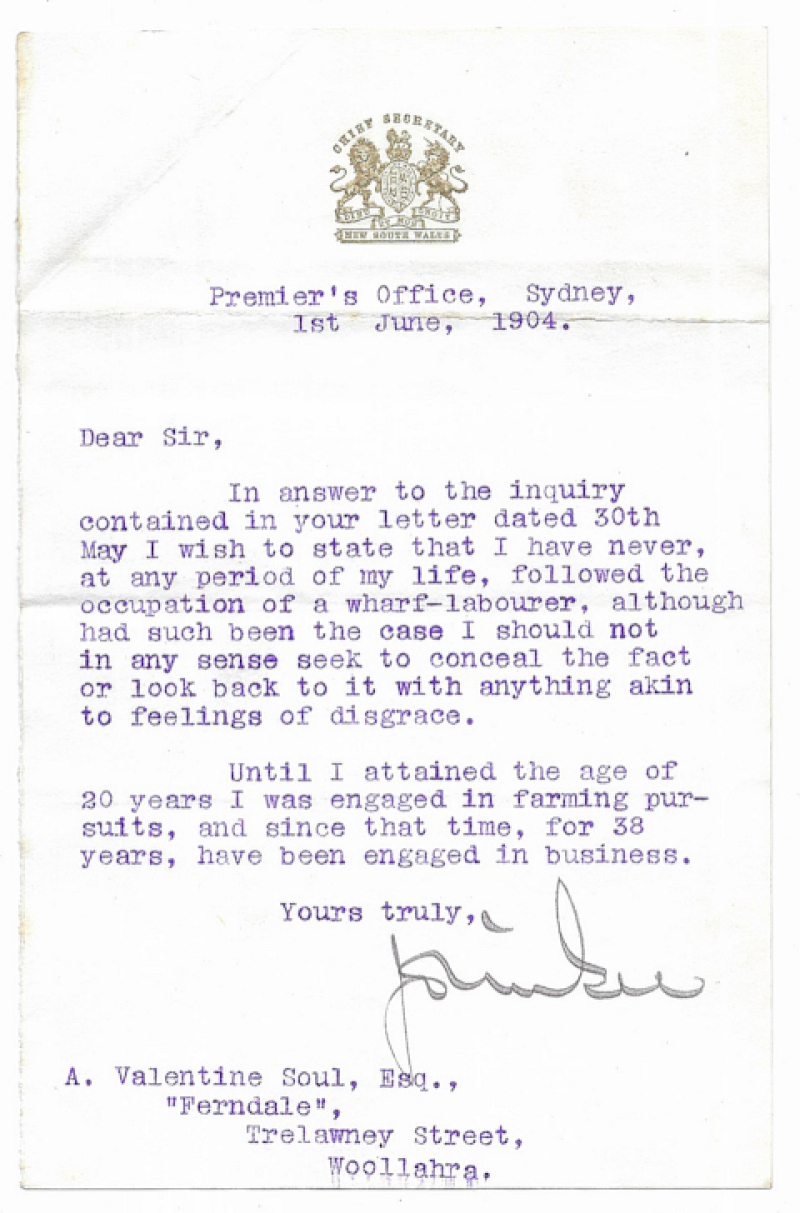 CHIEF SECRETARY
DIEU ET MON DROIT
NEW SOUTH WALES
Premier's Office, Sydney,
1st June, 1904.
Dear Sir,
In answer to the inquiry
contained in your letter dated 30th
May I wish to state that I have never,
at any period of my life, followed the
occupation of a wharf-labourer, although
had such been the case I should not
in any sense seek to conceal the fact
or look back to it with anything akin
to feelings of disgrace.
Until I attained the age of
20 years I was engaged in farming pur-
suits, and since that time, for 38
years, have been engaged in business.
Yours truly,
A. Valentine Soul, Esq.,
"Ferndale",
Trelawney Street,
Woollahra.